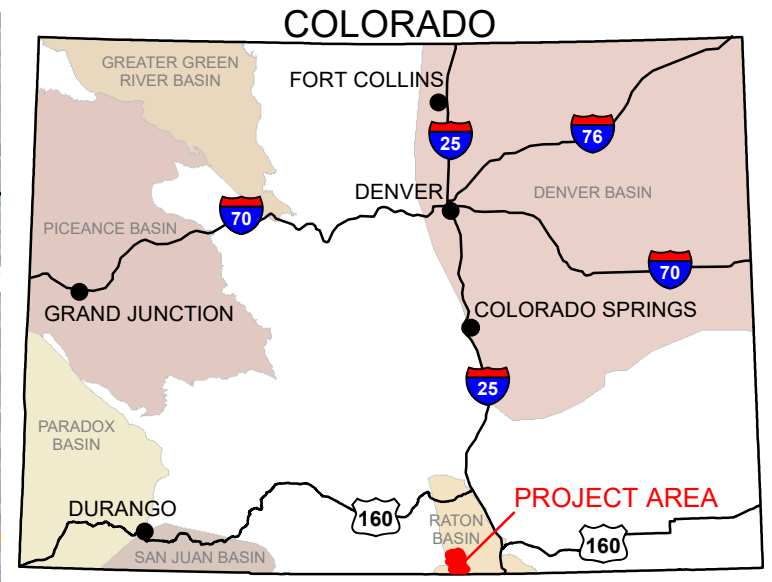 COLORADO
GREATER GREEN
RIVER BASIN
FORT COLLINS
25
76
DENVER
DENVER BASIN
70
PICEANCE BASIN
70
GRAND JUNCTION
COLORADO SPRINGS
25
PARADOX
BASIN
DURANGO
160
RATON
BASIN
PROJECT AREA
160
SAN JUAN BASIN